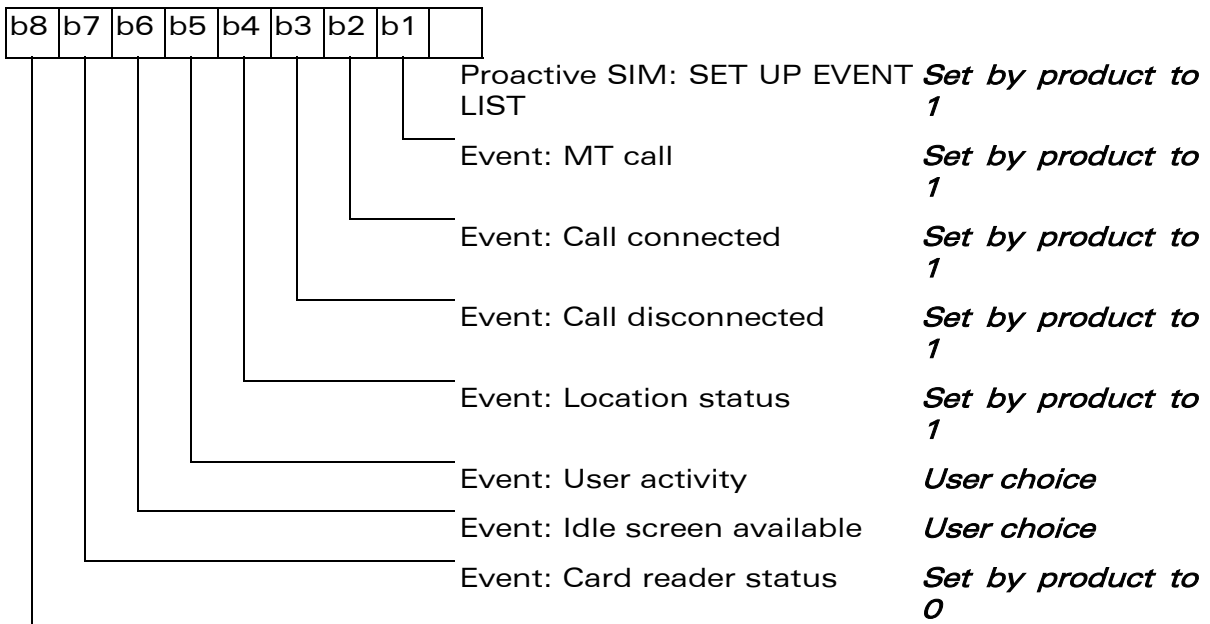 b8 b7 b6 b5 b4 b3 b2 b1
Proactive SIM: SET UP EVENT Set by product to
LIST 1
Event: MT call Set by product to
1
Event: Call connected Set by product to
1
Event: Call disconnected Set by product to
1
Event: Location status Set by product to
1
Event: User activity User choice
Event: Idle screen available User choice
Event: Card reader status Set by product to
0